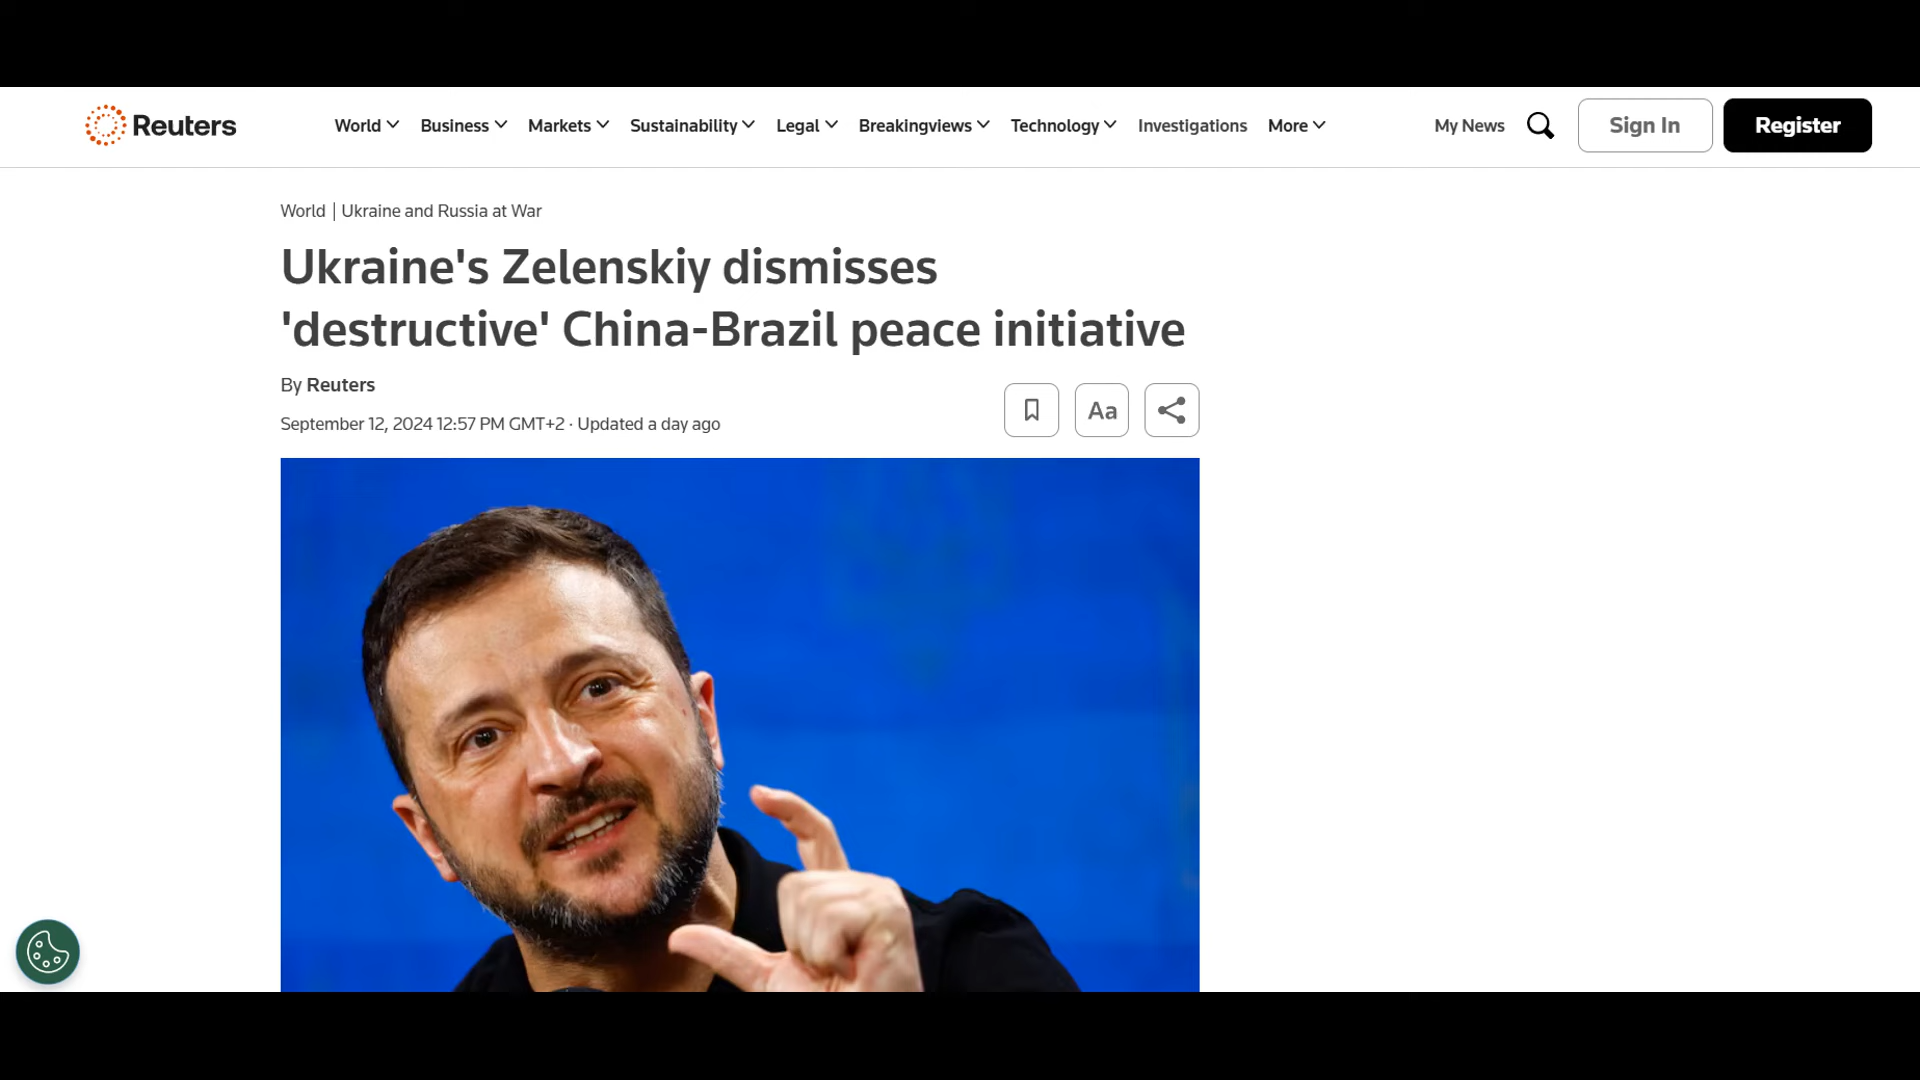 Reuters
World Business Markets Sustainability Legal Breakingviews Technology Investigations More My News Sign In Register
World | Ukraine and Russia at War
Ukraine's Zelenskiy dismisses
'destructive' China-Brazil peace initiative
By Reuters
September 12, 2024 12:57 PM GMT+2 · Updated a day ago
Aa